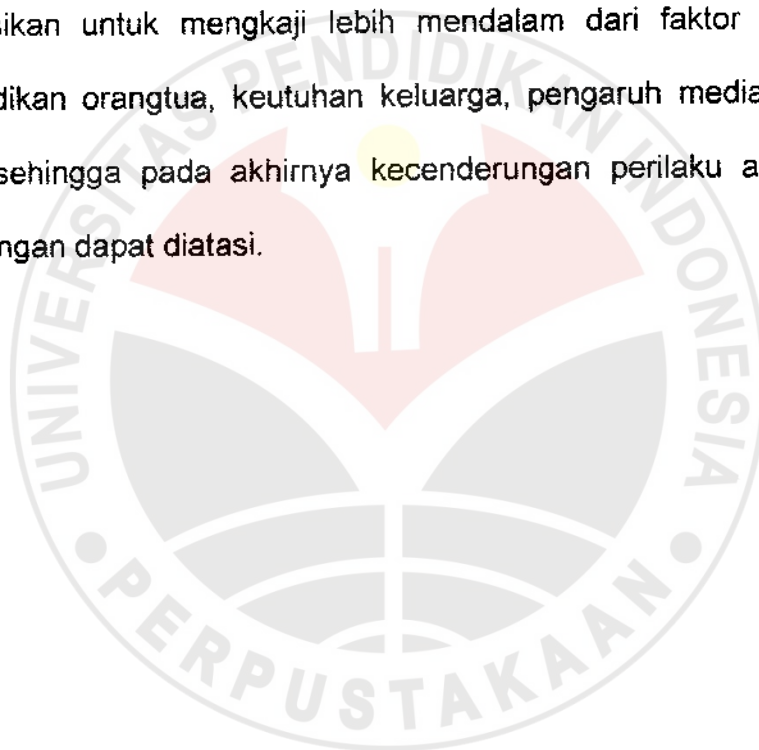 sikan untuk mengkaji lebih mendalam dari faktor
dikan orangtua, keutuhan keluarga, pengaruh media
sehingga pada akhirnya kecenderungan perilaku a
ngan dapat diatasi.
UNIVERSITAS PENDIDIKAN INDONESIA
PERPUSTAKAAN